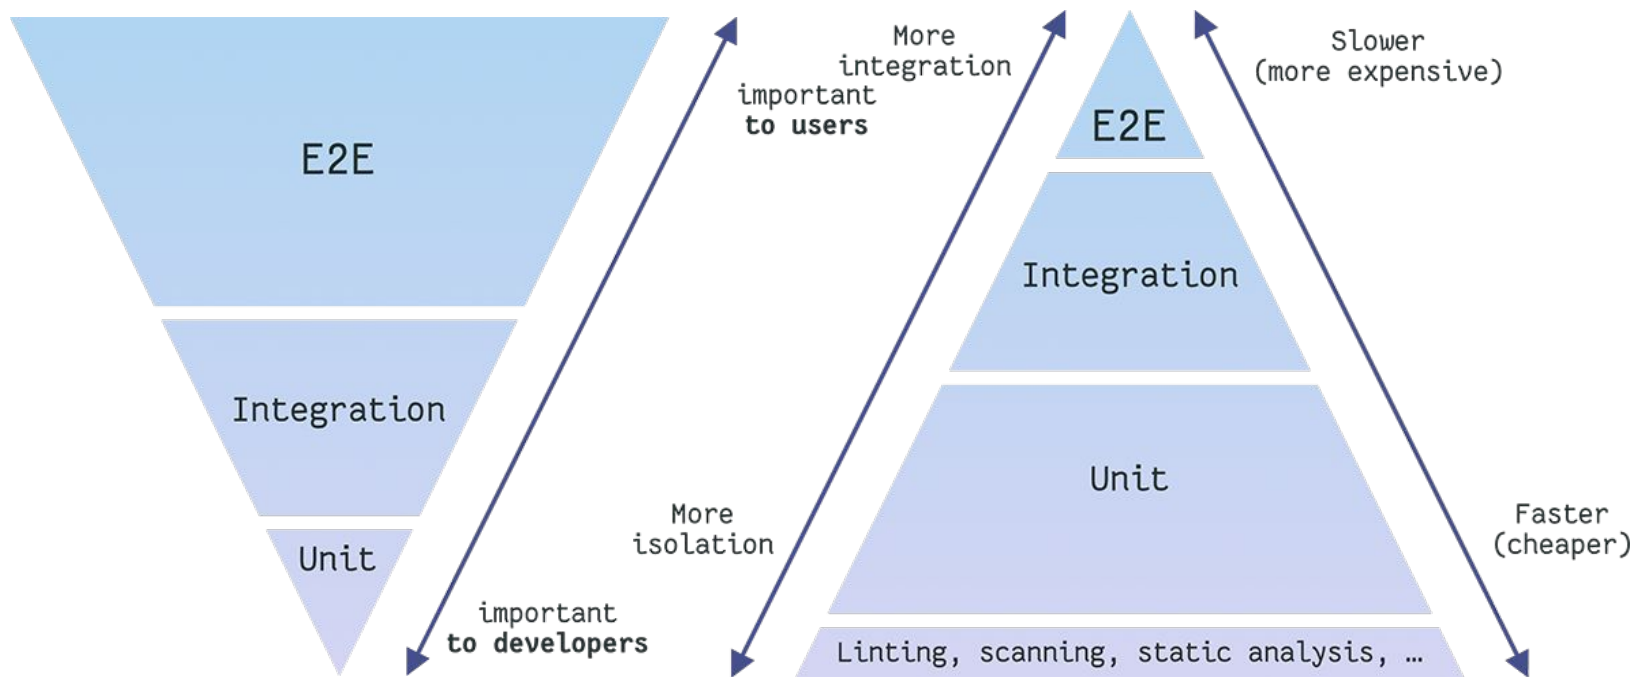 E2E
Integration
Unit
important
to users
important
to developers
More
integration
More
isolation
E2E
Integration
Unit
Linting, scanning, static analysis, …
Slower
(more expensive)
Faster
(cheaper)